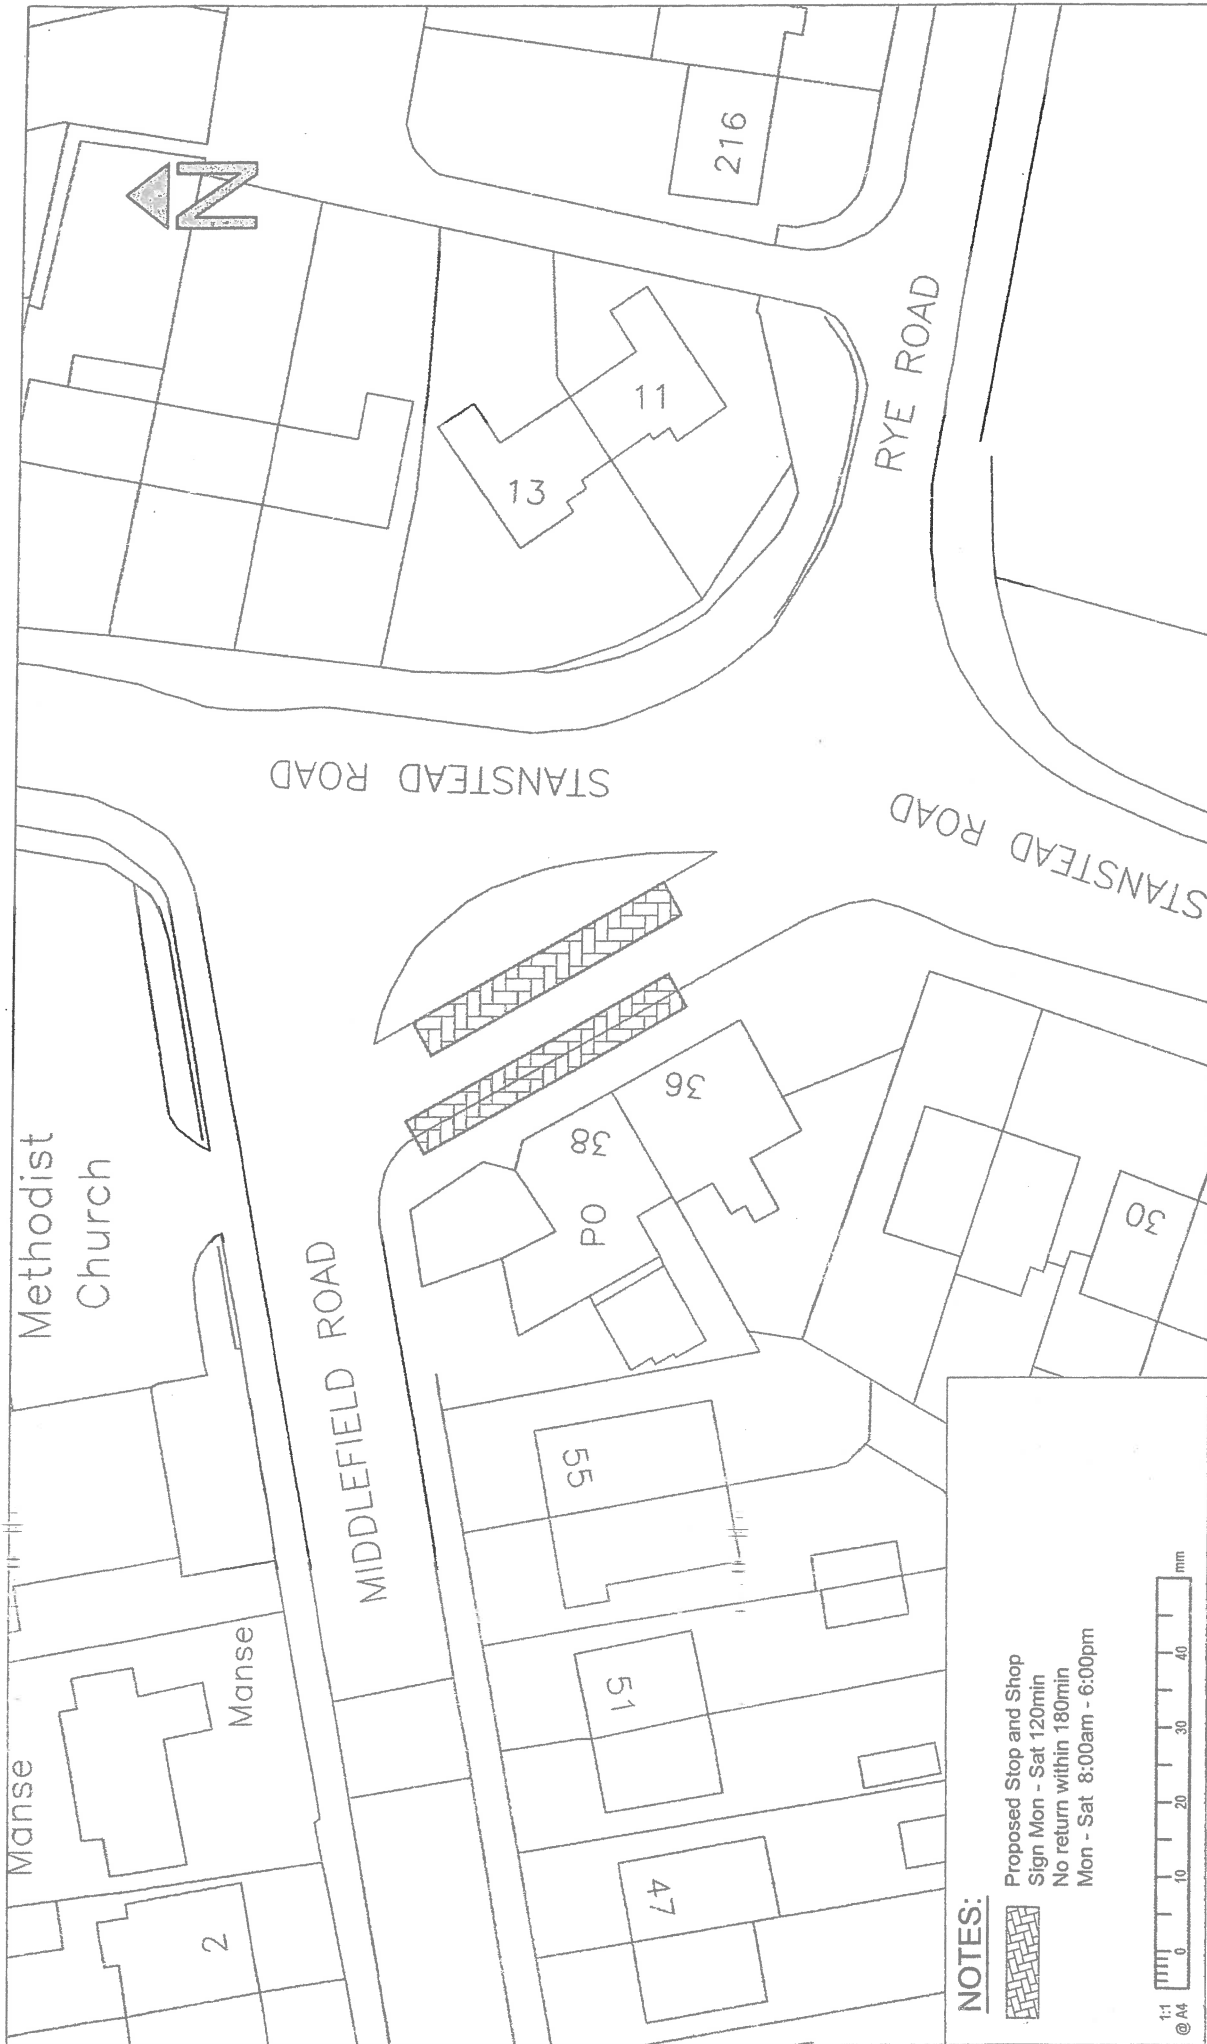 Methodist
Church
Manse
Manse
2
MIDDLEFIELD ROAD
STANSTEAD ROAD
STANSTEAD ROAD
RYE ROAD
N
216
11
13
36
38
PO
30
55
51
47
NOTES:
Proposed Stop and Shop
Sign Mon - Sat 120min
No return within 180min
Mon - Sat 8:00am - 6:00pm
1:1
@ A4
0 10 20 30 40 mm